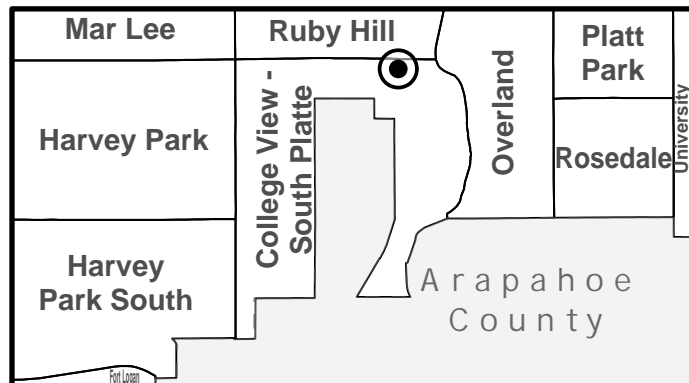 Mar Lee
Ruby Hill
Platt
Park
University
Harvey Park
College View -
South Platte
Overland
Rosedale
Harvey
Park South
Arapahoe
County
Fort Logan